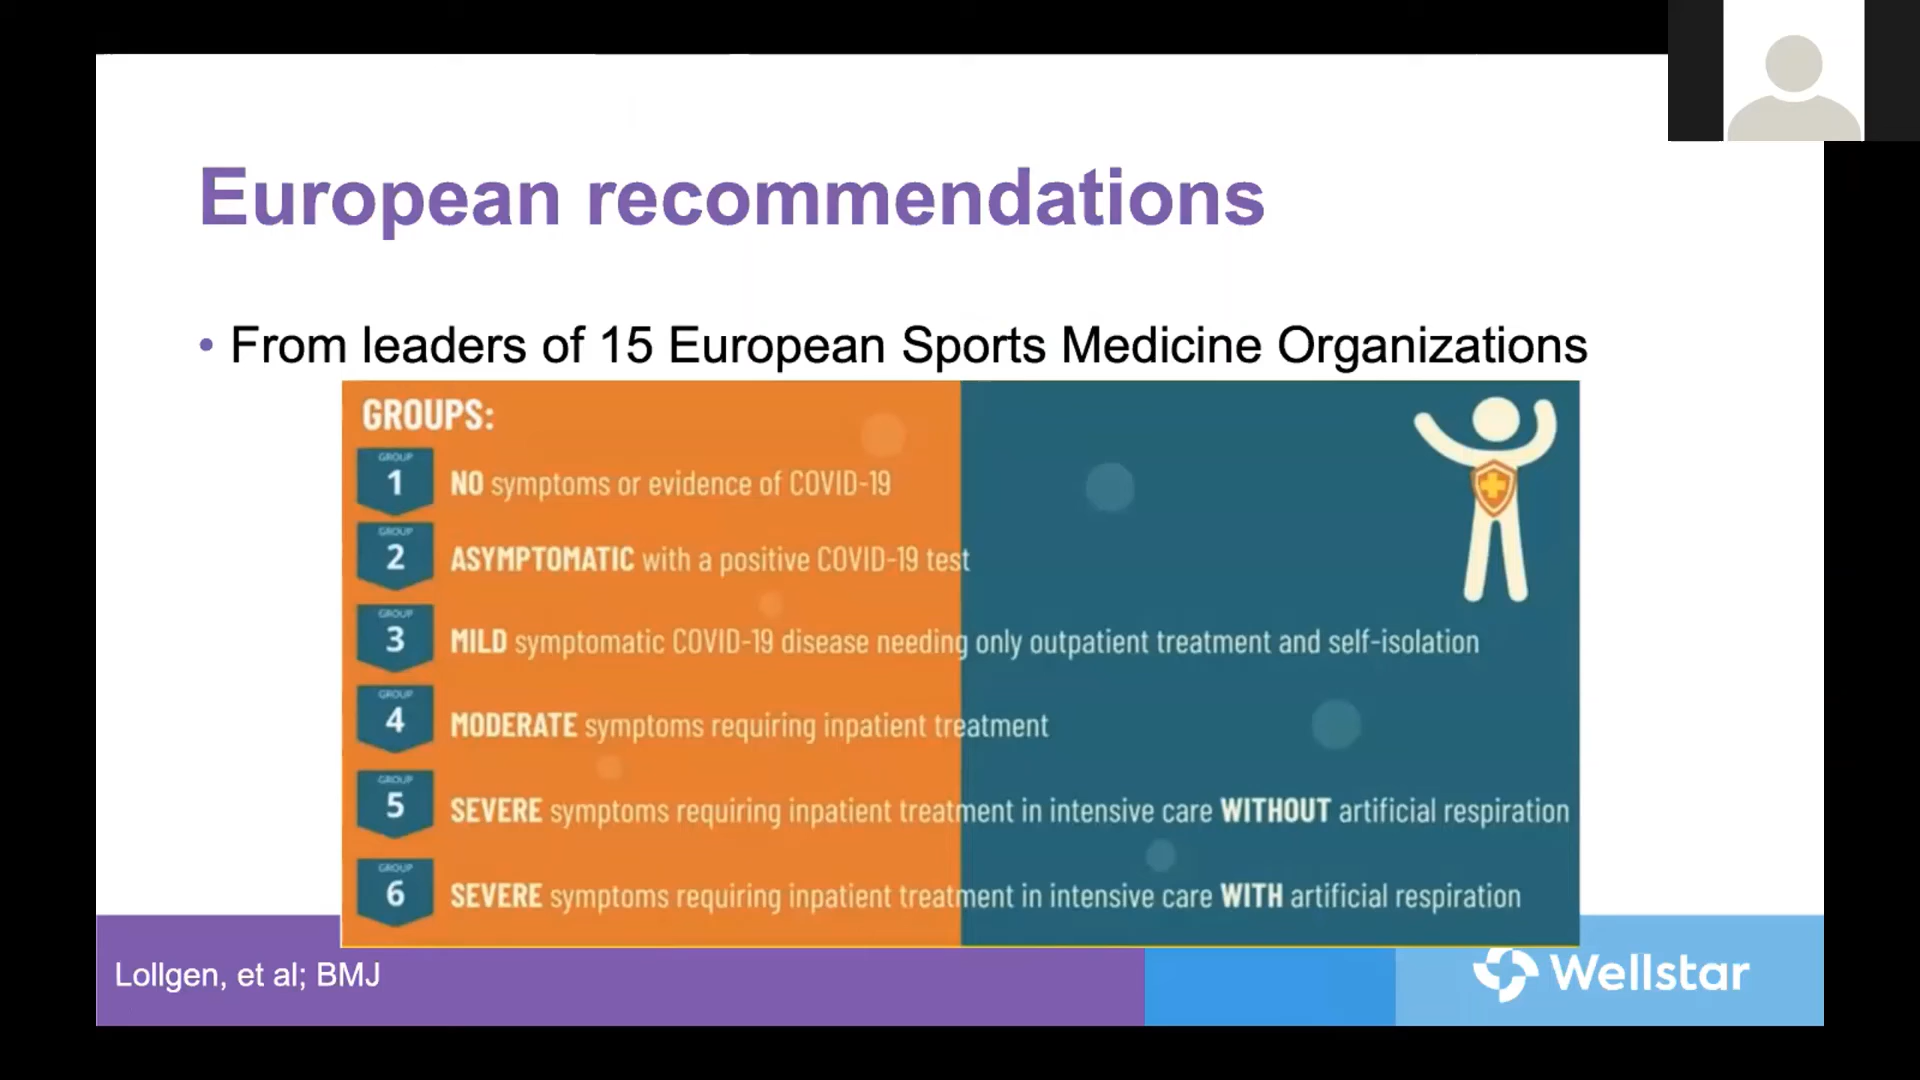 European recommendations
• From leaders of 15 European Sports Medicine Organizations
GROUPS:
GROUP
1
NO symptoms or evidence of COVID-19
GROUP
2
ASYMPTOMATIC with a positive COVID-19 test
GROUP
3
MILD symptomatic COVID-19 disease needing only outpatient treatment and self-isolation
GROUP
4
MODERATE symptoms requiring inpatient treatment
GROUP
5
SEVERE symptoms requiring inpatient treatment in intensive care WITHOUT artificial respiration
GROUP
6
SEVERE symptoms requiring inpatient treatment in intensive care WITH artificial respiration
Lollgen, et al; BMJ
Wellstar